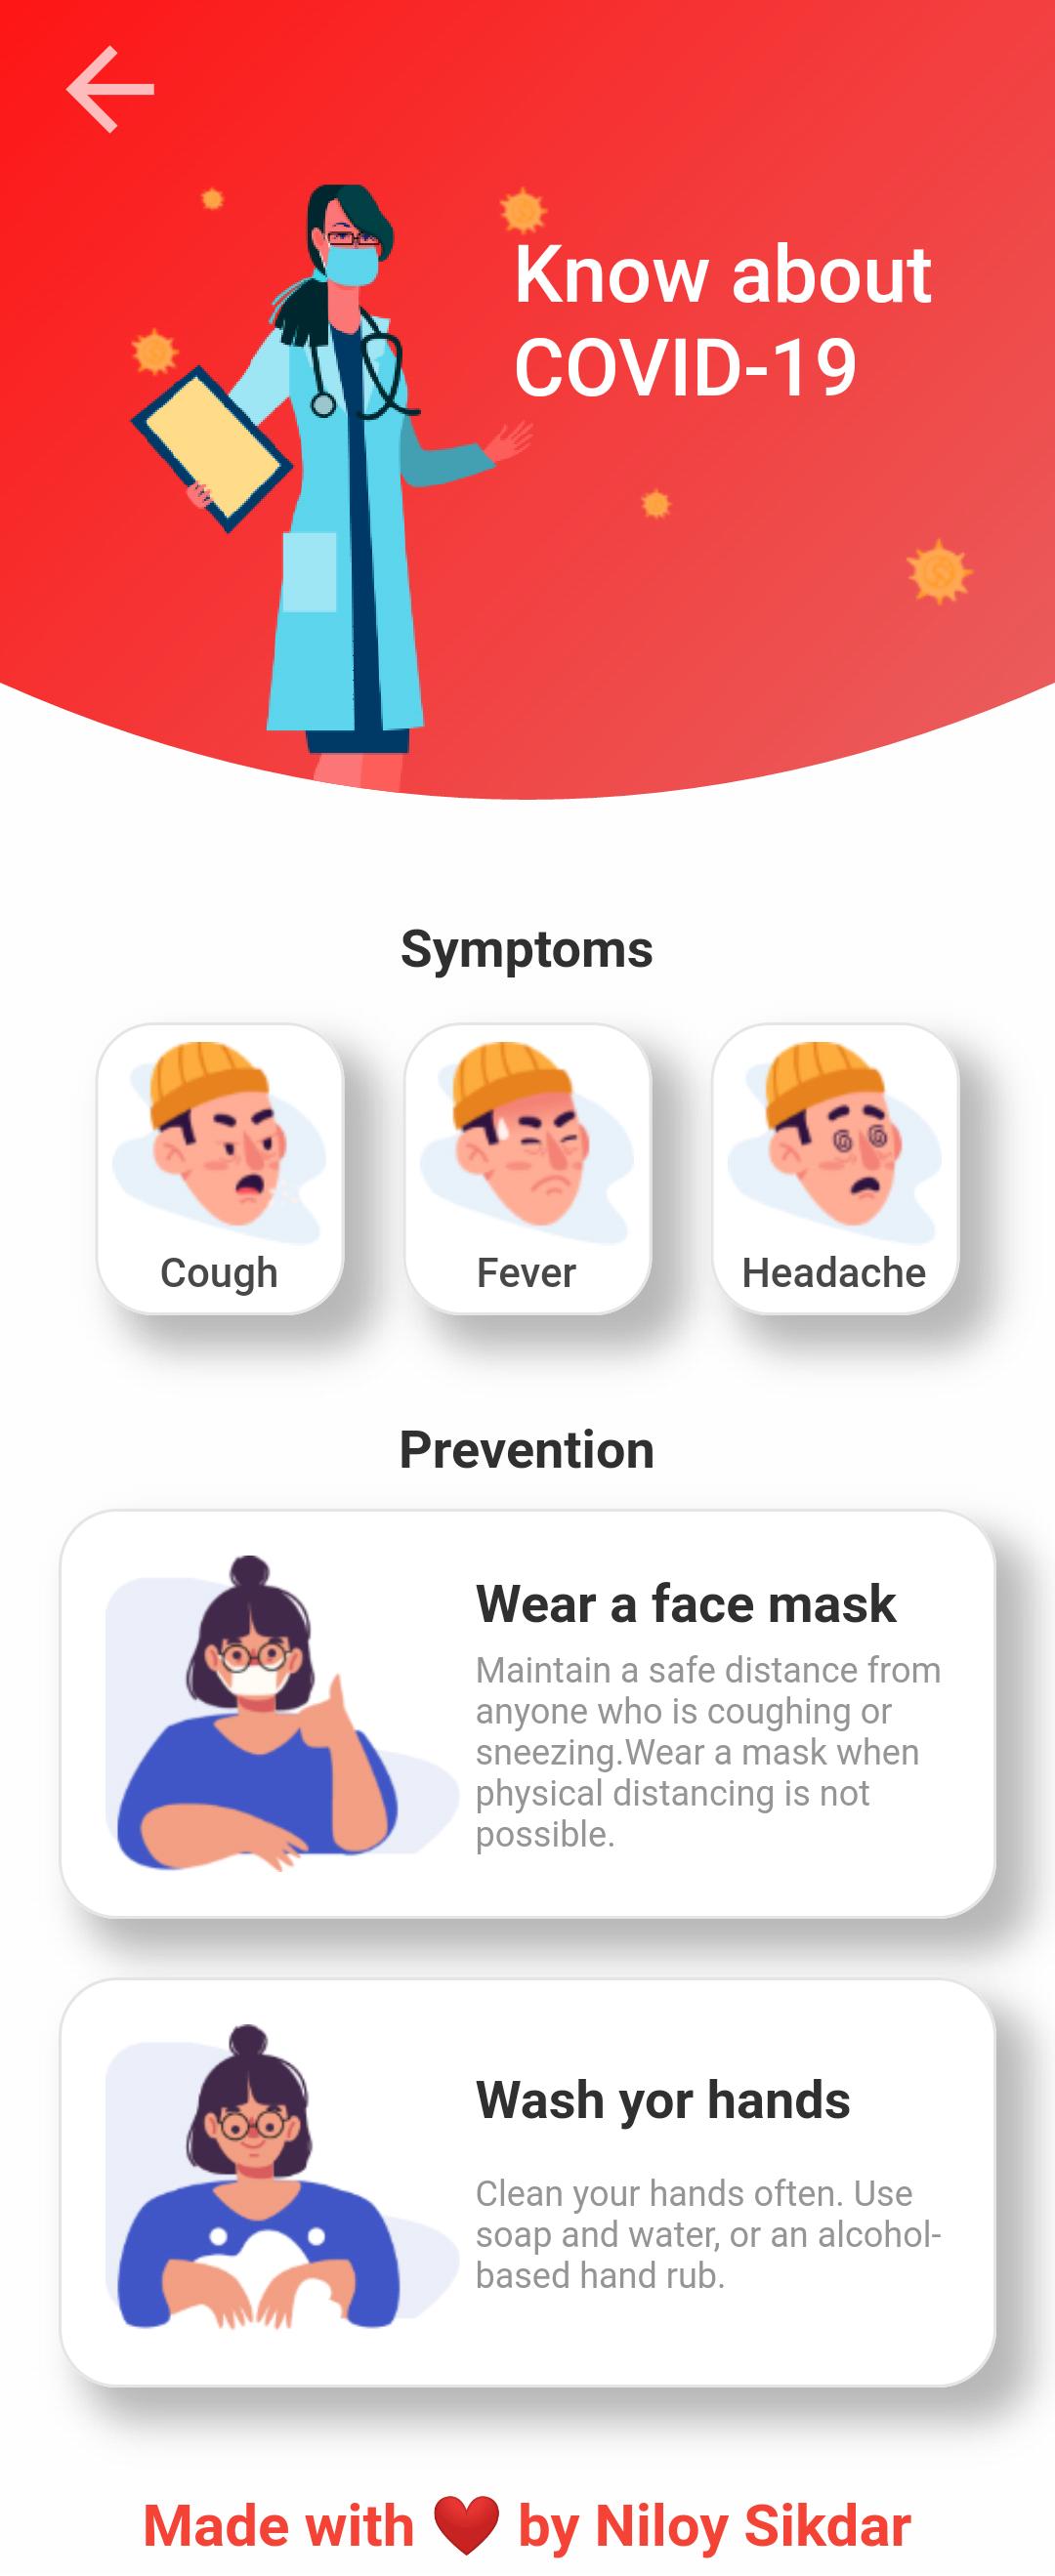 Know about
COVID-19
Symptoms
Cough
Fever
Headache
Prevention
Wear a face mask
Maintain a safe distance from
anyone who is coughing or
sneezing.Wear a mask when
physical distancing is not
possible.
Wash yor hands
Clean your hands often. Use
soap and water, or an alcohol-
based hand rub.
Made with ❤️ by Niloy Sikdar